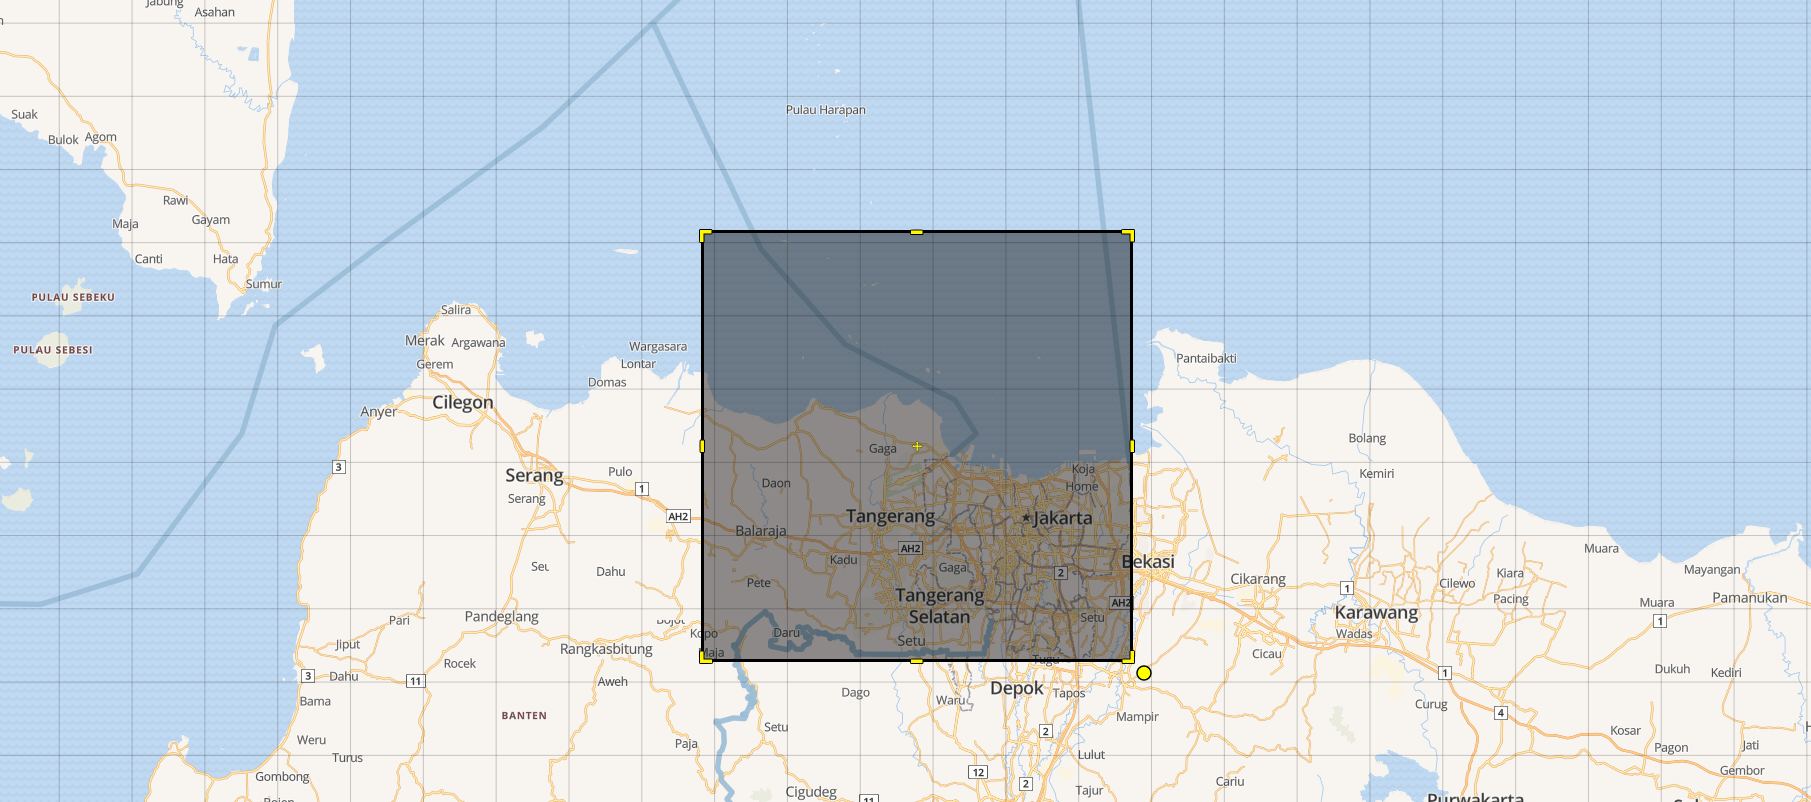 Jabung
Asahan
Suak
Bulok
Agom
Pulau Harapan
Rawi
Gayam
Maja
Canti
Hata
Sumur
PULAU SEBEKU
PULAU SEBESI
Salira
Merak
Argawana
Gerem
Wargasara
Lontar
Domas
Pantaibakti
Cilegon
Anyer
Bolang
Gaga
3
Serang
Pulo
Serang
1
Koja
Home
Kemiri
Daon
AH2
Tangerang
Jakarta
Balaraja
AH2
Kadu
Gaga
2
Bekasi
Muara
Dahu
Pete
Cikarang
1
Cilewo
Kiara
Mayangan
Pacing
Pamanukan
Tangerang
Selatan
AH2
Muara
Karawang
Pari
Pandeglang
Kopo
Daru
Setu
Setu
Wadas
1
Jiput
Rangkasbitung
Maja
Rocek
Tugu
Cicau
3
Dahu
11
Aweh
Dago
Waru
Depok
Tapos
1
Dukuh
Kediri
Bama
BANTEN
Mampir
Curug
4
Setu
2
Weru
Paja
Kosar
Turus
Lulut
Pagon
Jati
Gombong
12
2
Cariu
Gembor
Cigudeg
11
Tajur
Purwakarta